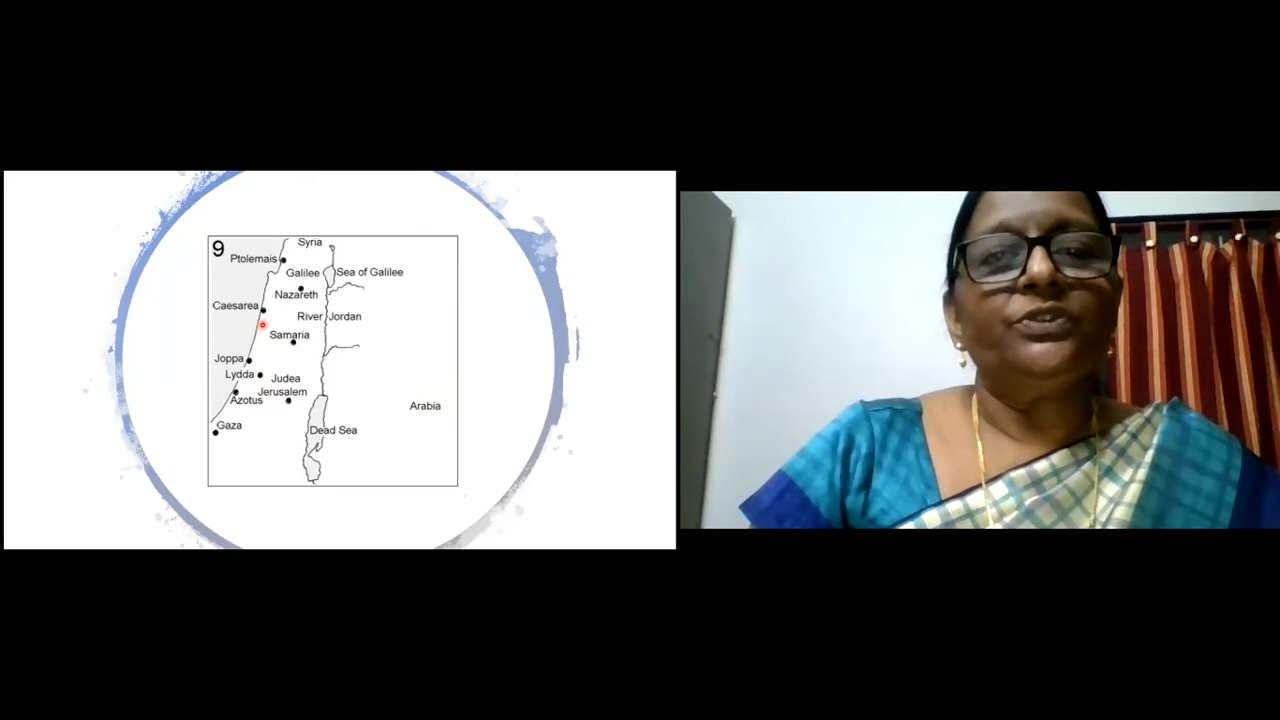 9
Syria
Ptolemais
Galilee
Sea of Galilee
Nazareth
Caesarea
River Jordan
Samaria
Joppa
Lydda
Judea
Jerusalem
Azotus
Arabia
Gaza
Dead Sea